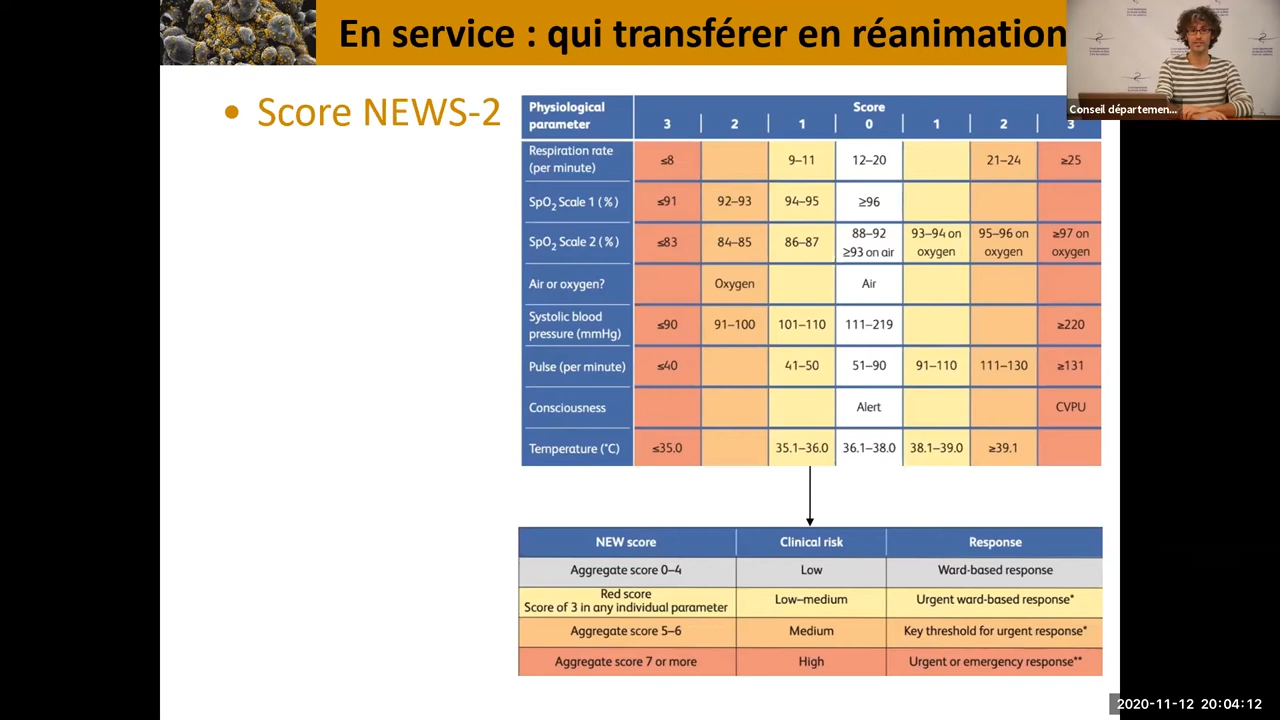 En service : qui transférer en réanimation
Conseil départemen...
• Score NEWS-2
Physiological parameter
Score
3 2 1 0 1 2 3
Respiration rate (per minute) ≤8 9–11 12–20 21–24 ≥25
SpO2 Scale 1 (%) ≤91 92–93 94–95 ≥96
SpO2 Scale 2 (%) ≤83 84–85 86–87 88–92 ≥93 on air 93–94 on oxygen 95–96 on oxygen ≥97 on oxygen
Air or oxygen? Oxygen Air
Systolic blood pressure (mmHg) ≤90 91–100 101–110 111–219 ≥220
Pulse (per minute) ≤40 41–50 51–90 91–110 111–130 ≥131
Consciousness Alert CVPU
Temperature (°C) ≤35.0 35.1–36.0 36.1–38.0 38.1–39.0 ≥39.1
NEW score Clinical risk Response
Aggregate score 0–4 Low Ward-based response
Red score Score of 3 in any individual parameter Low–medium Urgent ward-based response*
Aggregate score 5–6 Medium Key threshold for urgent response*
Aggregate score 7 or more High Urgent or emergency response**
2020-11-12 20:04:12